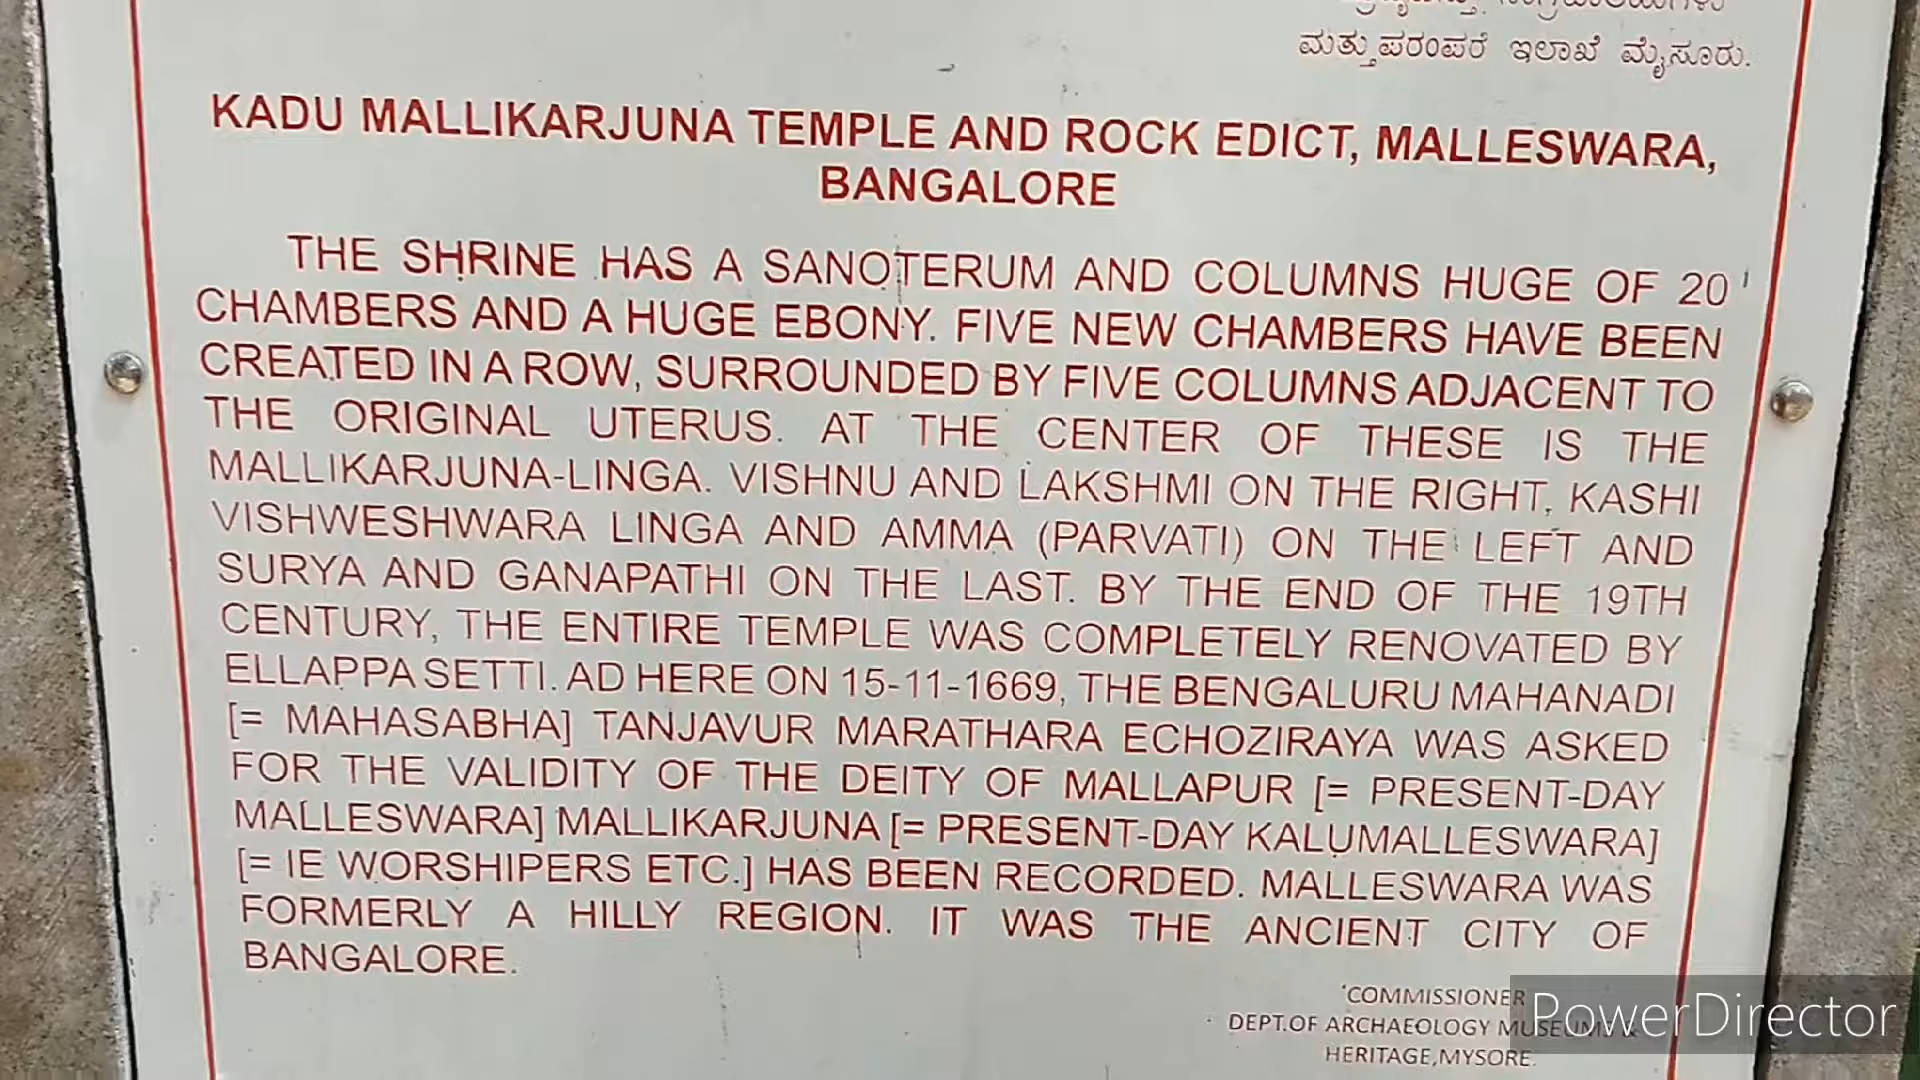 ಮತ್ತು ಪರಂಪರೆ ಇಲಾಖೆ ಮೈಸೂರು.
KADU MALLIKARJUNA TEMPLE AND ROCK EDICT, MALLESWARA,
BANGALORE
THE SHRINE HAS A SANOTERUM AND COLUMNS HUGE OF 20
CHAMBERS AND A HUGE EBONY. FIVE NEW CHAMBERS HAVE BEEN
CREATED IN A ROW, SURROUNDED BY FIVE COLUMNS ADJACENT TO
THE ORIGINAL UTERUS. AT THE CENTER OF THESE IS THE
MALLIKARJUNA-LINGA. VISHNU AND LAKSHMI ON THE RIGHT, KASHI
VISHWESHWARA LINGA AND AMMA (PARVATI) ON THE LEFT AND
SURYA AND GANAPATHI ON THE LAST. BY THE END OF THE 19TH
CENTURY, THE ENTIRE TEMPLE WAS COMPLETELY RENOVATED BY
ELLAPPA SETTI. AD HERE ON 15-11-1669, THE BENGALURU MAHANADI
[= MAHASABHA] TANJAVUR MARATHARA ECHOZIRAYA WAS ASKED
FOR THE VALIDITY OF THE DEITY OF MALLAPUR [= PRESENT-DAY
MALLESWARA] MALLIKARJUNA [= PRESENT-DAY KALUMALLESWARA]
[= IE WORSHIPERS ETC.] HAS BEEN RECORDED. MALLESWARA WAS
FORMERLY A HILLY REGION. IT WAS THE ANCIENT CITY OF
BANGALORE.
COMMISSIONER
DEPT.OF ARCHAEOLOGY MUSEUMS &
HERITAGE,MYSORE.
PowerDirector